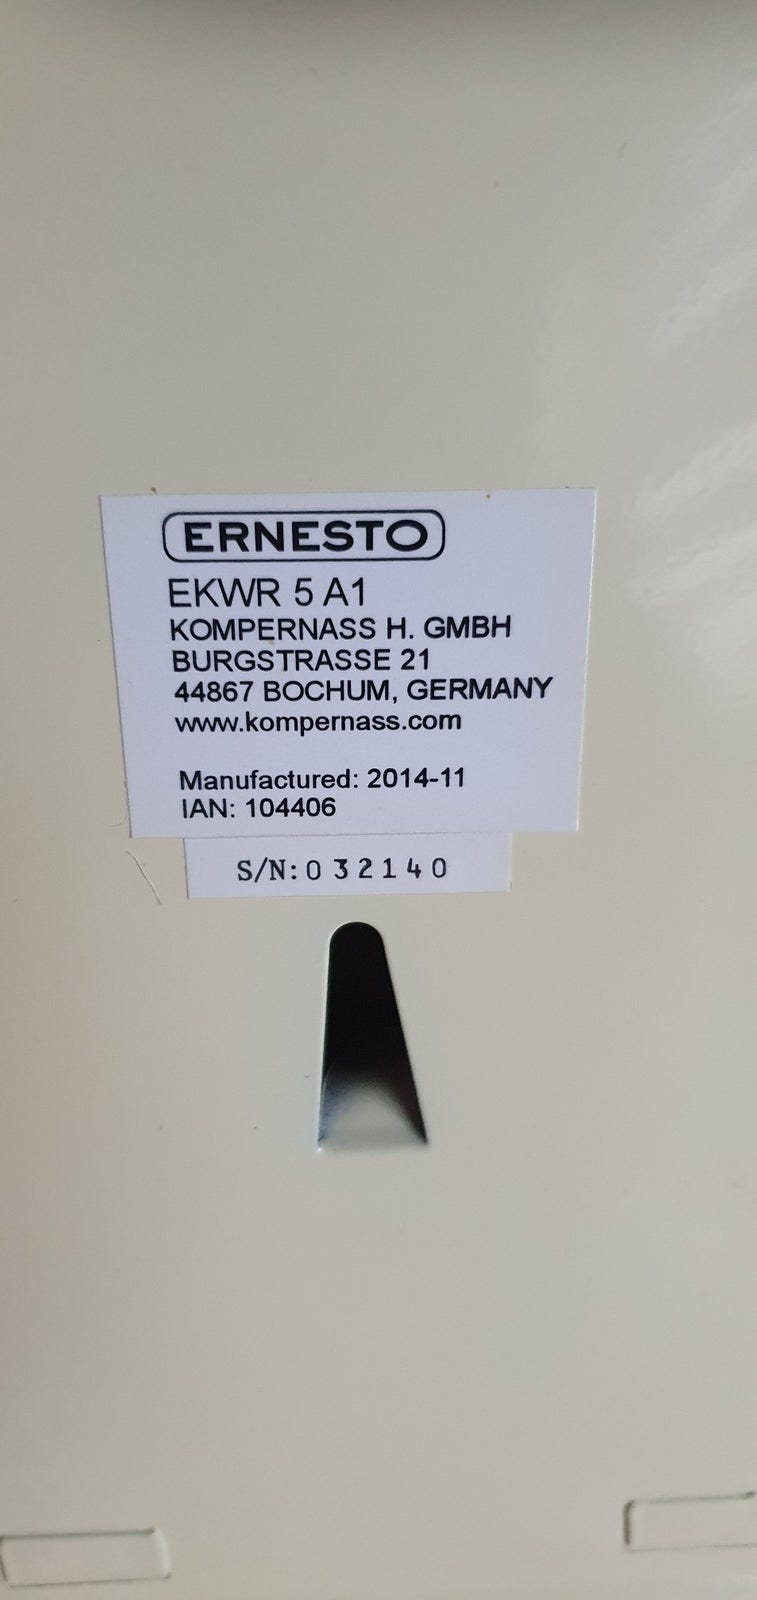 ERNESTO
EKWR 5 A1
KOMPERNASS H. GMBH
BURGSTRASSE 21
44867 BOCHUM, GERMANY
www.kompernass.com
Manufactured: 2014-11
IAN: 104406
S/N: 032140